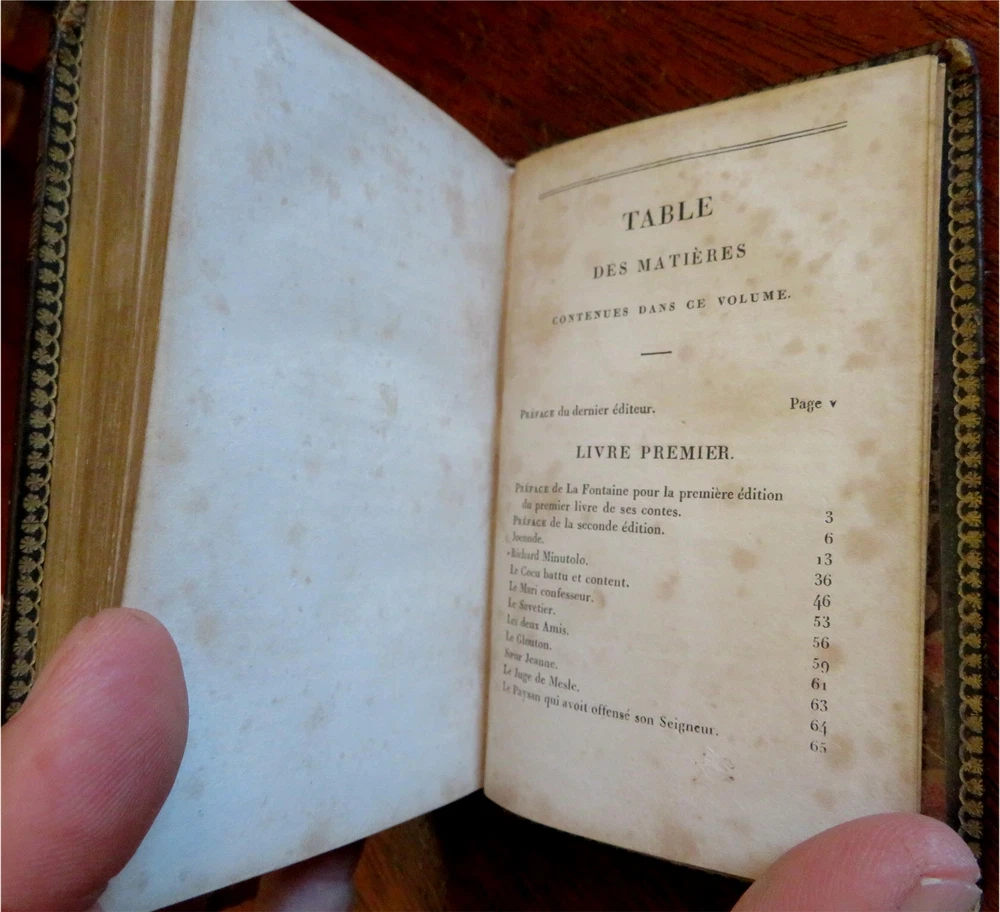 TABLE
DES MATIÈRES
CONTENUES DANS CE VOLUME.
PRÉFACE du dernier éditeur. Page v
LIVRE PREMIER.
PRÉFACE de La Fontaine pour la première édition
du premier livre de ses contes. 3
PRÉFACE de la seconde édition. 6
Joconde. 13
Richard Minutolo. 36
Le Cocu battu et content. 46
Le Mari confesseur. 53
Le Savetier. 56
Les deux Amis. 59
Le Glouton. 61
Sœur Jeanne. 63
Le Juge de Mesle. 64
Le Paysan qui avoit offensé son Seigneur. 65